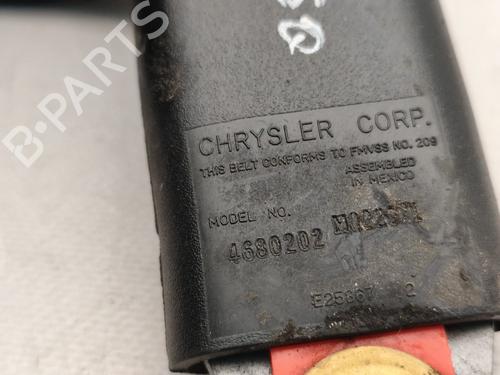 B-PARTS
CHRYSLER CORP.
THIS BELT CONFORMS TO FMVSS NO. 209
ASSEMBLED
IN MEXICO
MODEL NO.
4680202